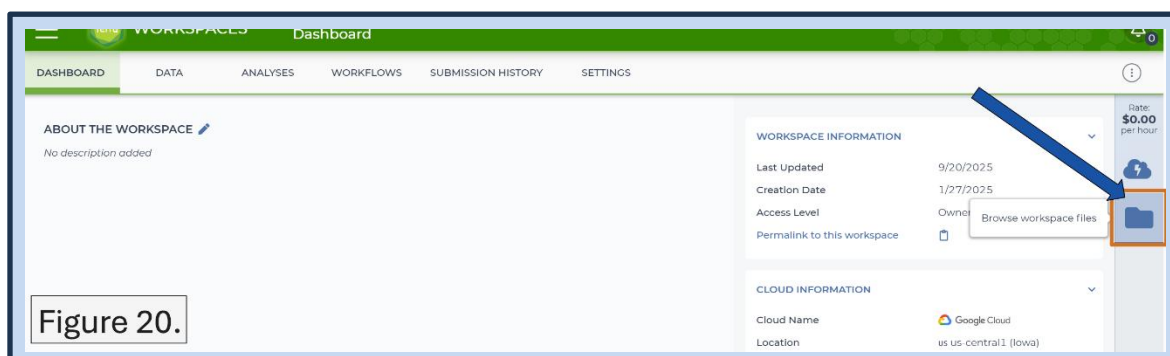 WORKSPACES
Dashboard
0
DASHBOARD DATA ANALYSES WORKFLOWS SUBMISSION HISTORY SETTINGS
Rate:
$0.00
per hour
ABOUT THE WORKSPACE
No description added
WORKSPACE INFORMATION
Last Updated 9/20/2025
Creation Date 1/27/2025
Access Level
Browse workspace files
Permalink to this workspace
CLOUD INFORMATION
Cloud Name Google Cloud
Location us us-central1 (Iowa)
Figure 20.